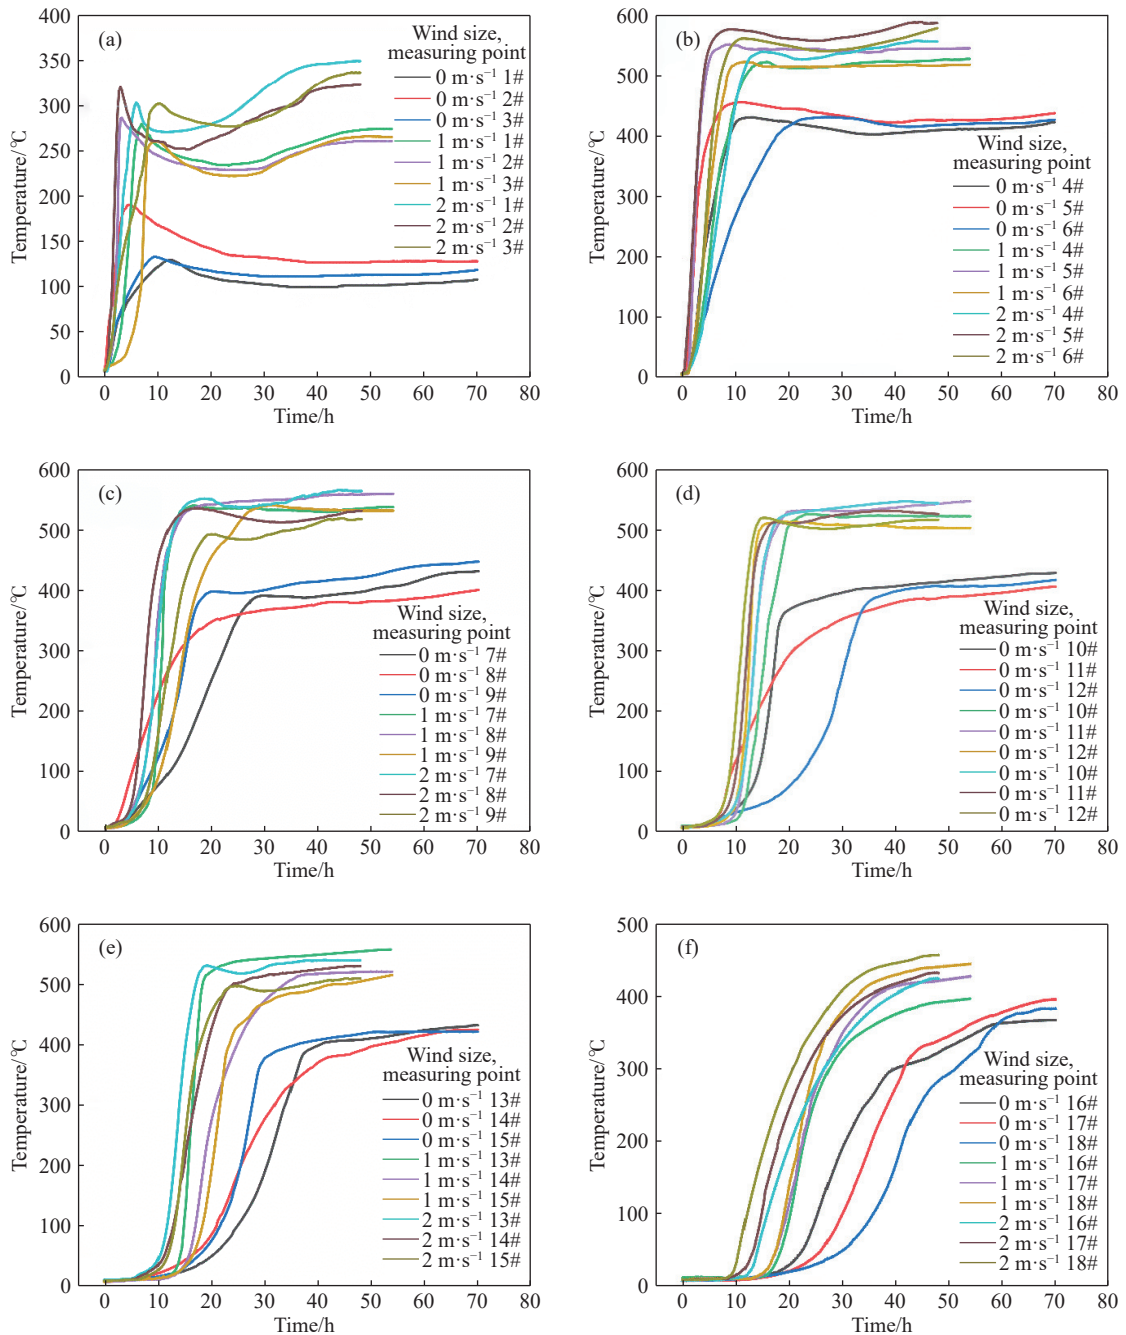 (a)
Wind size,
measuring point
0 m·s⁻¹ 1#
0 m·s⁻¹ 2#
0 m·s⁻¹ 3#
1 m·s⁻¹ 1#
1 m·s⁻¹ 2#
1 m·s⁻¹ 3#
2 m·s⁻¹ 1#
2 m·s⁻¹ 2#
2 m·s⁻¹ 3#
Temperature/℃
400
350
300
250
200
150
100
50
0
0 10 20 30 40 50 60 70 80
Time/h
(b)
Wind size,
measuring point
0 m·s⁻¹ 4#
0 m·s⁻¹ 5#
0 m·s⁻¹ 6#
1 m·s⁻¹ 4#
1 m·s⁻¹ 5#
1 m·s⁻¹ 6#
2 m·s⁻¹ 4#
2 m·s⁻¹ 5#
2 m·s⁻¹ 6#
Temperature/℃
600
500
400
300
200
100
0
0 10 20 30 40 50 60 70 80
Time/h
(c)
Wind size,
measuring point
0 m·s⁻¹ 7#
0 m·s⁻¹ 8#
0 m·s⁻¹ 9#
1 m·s⁻¹ 7#
1 m·s⁻¹ 8#
1 m·s⁻¹ 9#
2 m·s⁻¹ 7#
2 m·s⁻¹ 8#
2 m·s⁻¹ 9#
Temperature/℃
600
500
400
300
200
100
0
0 10 20 30 40 50 60 70 80
Time/h
(d)
Wind size,
measuring point
0 m·s⁻¹ 10#
0 m·s⁻¹ 11#
0 m·s⁻¹ 12#
0 m·s⁻¹ 10#
0 m·s⁻¹ 11#
0 m·s⁻¹ 12#
0 m·s⁻¹ 10#
0 m·s⁻¹ 11#
0 m·s⁻¹ 12#
Temperature/℃
600
500
400
300
200
100
0
0 10 20 30 40 50 60 70 80
Time/h
(e)
Wind size,
measuring point
0 m·s⁻¹ 13#
0 m·s⁻¹ 14#
0 m·s⁻¹ 15#
1 m·s⁻¹ 13#
1 m·s⁻¹ 14#
1 m·s⁻¹ 15#
2 m·s⁻¹ 13#
2 m·s⁻¹ 14#
2 m·s⁻¹ 15#
Temperature/℃
600
500
400
300
200
100
0
0 10 20 30 40 50 60 70 80
Time/h
(f)
Wind size,
measuring point
0 m·s⁻¹ 16#
0 m·s⁻¹ 17#
0 m·s⁻¹ 18#
1 m·s⁻¹ 16#
1 m·s⁻¹ 17#
1 m·s⁻¹ 18#
2 m·s⁻¹ 16#
2 m·s⁻¹ 17#
2 m·s⁻¹ 18#
Temperature/℃
500
400
300
200
100
0
0 10 20 30 40 50 60 70 80
Time/h